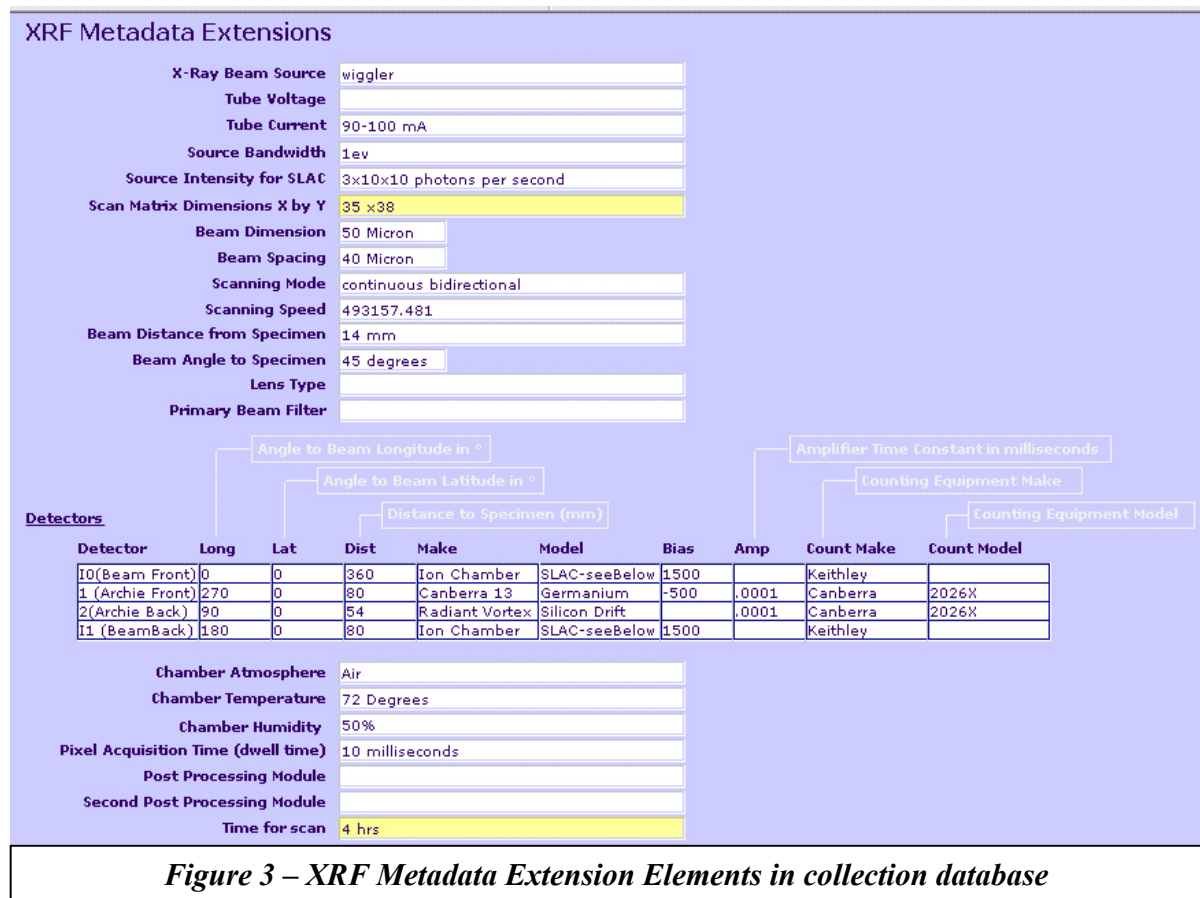 XRF Metadata Extensions
X-Ray Beam Source wiggler
Tube Voltage
Tube Current 90-100 mA
Source Bandwidth 1ev
Source Intensity for SLAC 3x10x10 photons per second
Scan Matrix Dimensions X by Y 35 x38
Beam Dimension 50 Micron
Beam Spacing 40 Micron
Scanning Mode continuous bidirectional
Scanning Speed 493157.481
Beam Distance from Specimen 14 mm
Beam Angle to Specimen 45 degrees
Lens Type
Primary Beam Filter
Angle to Beam Longitude in ° Amplifier Time Constant in milliseconds
Angle to Beam Latitude in ° Counting Equipment Make
Detectors Distance to Specimen (mm) Counting Equipment Model
Detector Long Lat Dist Make Model Bias Amp Count Make Count Model
I0(Beam Front) 0 0 360 Ion Chamber SLAC-seeBelow 1500 Keithley
1 (Archie Front) 270 0 80 Canberra 13 Germanium -500 .0001 Canberra 2026X
2(Archie Back) 90 0 54 Radiant Vortex Silicon Drift .0001 Canberra 2026X
I1 (BeamBack) 180 0 80 Ion Chamber SLAC-seeBelow 1500 Keithley
Chamber Atmosphere Air
Chamber Temperature 72 Degrees
Chamber Humidity 50%
Pixel Acquisition Time (dwell time) 10 milliseconds
Post Processing Module
Second Post Processing Module
Time for scan 4 hrs
Figure 3 – XRF Metadata Extension Elements in collection database